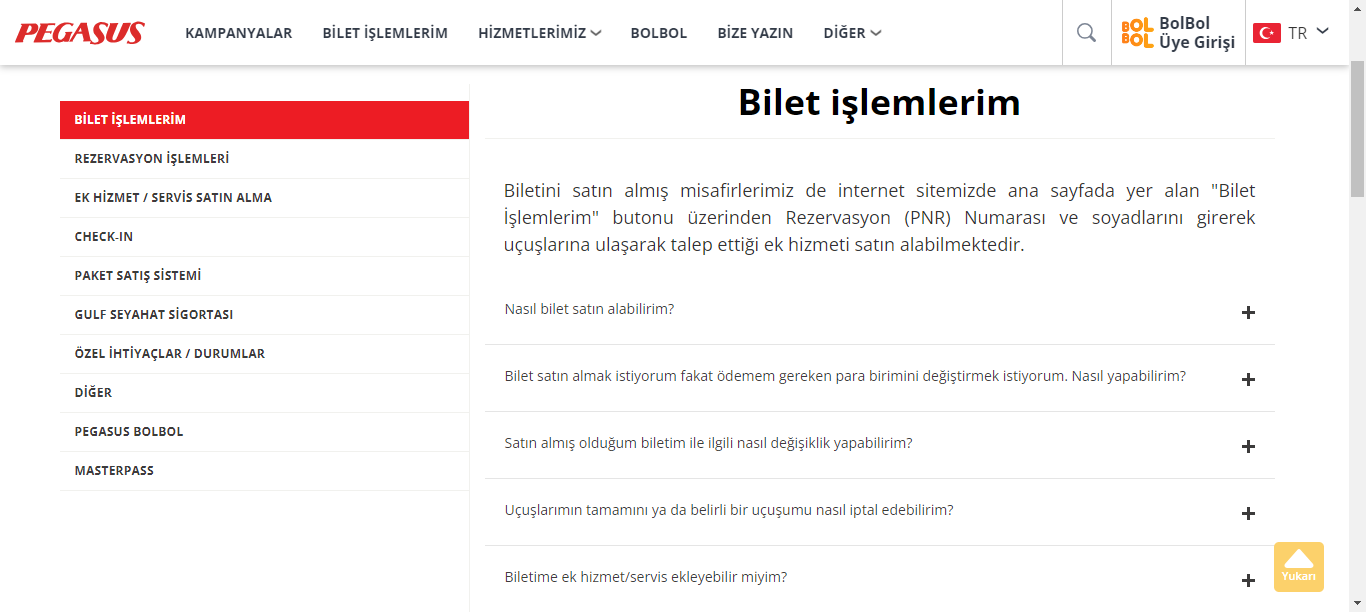 PEGASUS
KAMPANYALAR
BİLET İŞLEMLERİM
HİZMETLERİMİZ
BOLBOL
BİZE YAZIN
DİĞER
BOL
BOL
BolBol
Üye Girişi
TR
BİLET İŞLEMLERİM
REZERVASYON İŞLEMLERİ
EK HİZMET / SERVİS SATIN ALMA
CHECK-IN
PAKET SATIŞ SİSTEMİ
GULF SEYAHAT SİGORTASI
ÖZEL İHTİYAÇLAR / DURUMLAR
DİĞER
PEGASUS BOLBOL
MASTERPASS
Bilet işlemlerim
Biletini satın almış misafirlerimiz de internet sitemizde ana sayfada yer alan "Bilet
İşlemlerim" butonu üzerinden Rezervasyon (PNR) Numarası ve soyadlarını girerek
uçuşlarına ulaşarak talep ettiği ek hizmeti satın alabilmektedir.
Nasıl bilet satın alabilirim?
Bilet satın almak istiyorum fakat ödemem gereken para birimini değiştirmek istiyorum. Nasıl yapabilirim?
Satın almış olduğum biletim ile ilgili nasıl değişiklik yapabilirim?
Uçuşlarımın tamamını ya da belirli bir uçuşumu nasıl iptal edebilirim?
Biletime ek hizmet/servis ekleyebilir miyim?
Yukarı